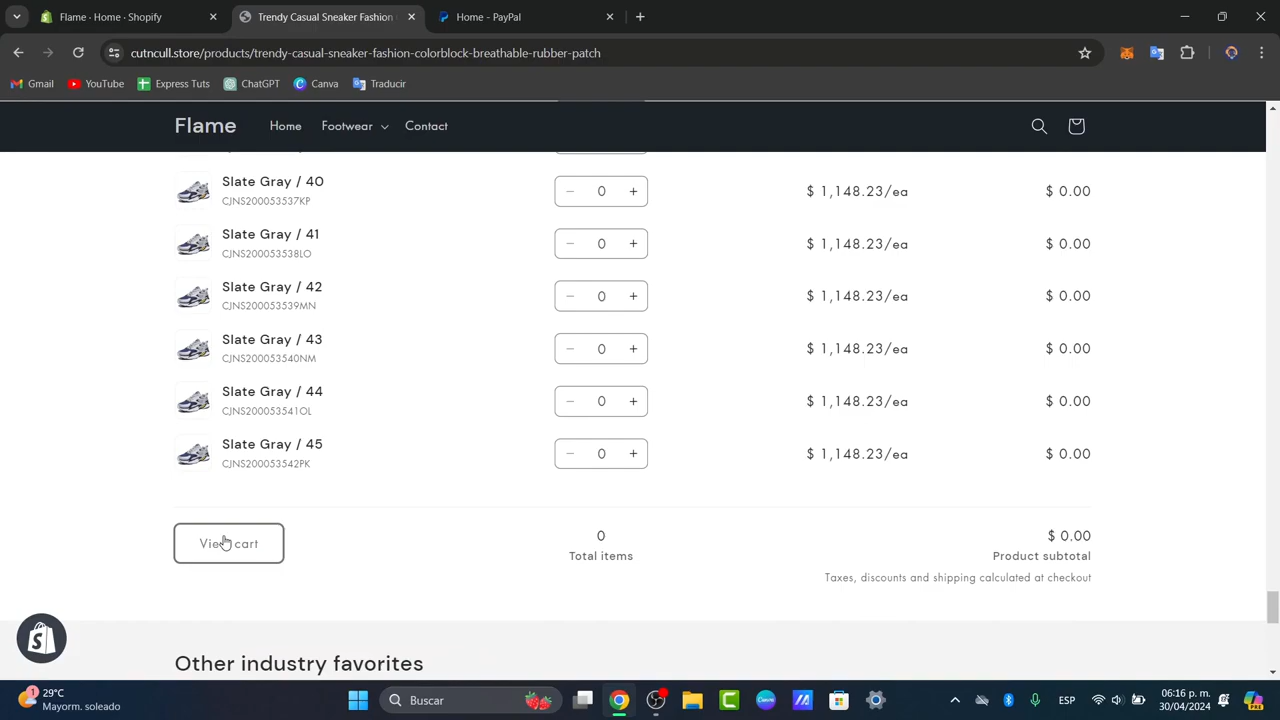 Flame · Home · Shopify
Trendy Casual Sneaker Fashion
Home - PayPal
cutncull.store/products/trendy-casual-sneaker-fashion-colorblock-breathable-rubber-patch
Gmail
YouTube
Express Tuts
ChatGPT
Canva
Traducir
Flame
Home
Footwear
Contact
Slate Gray / 40
CJNS200053537KP
− 0 +
$ 1,148.23/ea
$ 0.00
Slate Gray / 41
CJNS200053538LO
− 0 +
$ 1,148.23/ea
$ 0.00
Slate Gray / 42
CJNS200053539MN
− 0 +
$ 1,148.23/ea
$ 0.00
Slate Gray / 43
CJNS200053540NM
− 0 +
$ 1,148.23/ea
$ 0.00
Slate Gray / 44
CJNS200053541OL
− 0 +
$ 1,148.23/ea
$ 0.00
Slate Gray / 45
CJNS200053542PK
− 0 +
$ 1,148.23/ea
$ 0.00
View cart
0
Total items
$ 0.00
Product subtotal
Taxes, discounts and shipping calculated at checkout
Other industry favorites
1
29°C
Mayorm. soleado
Buscar
ESP
06:16 p. m.
30/04/2024